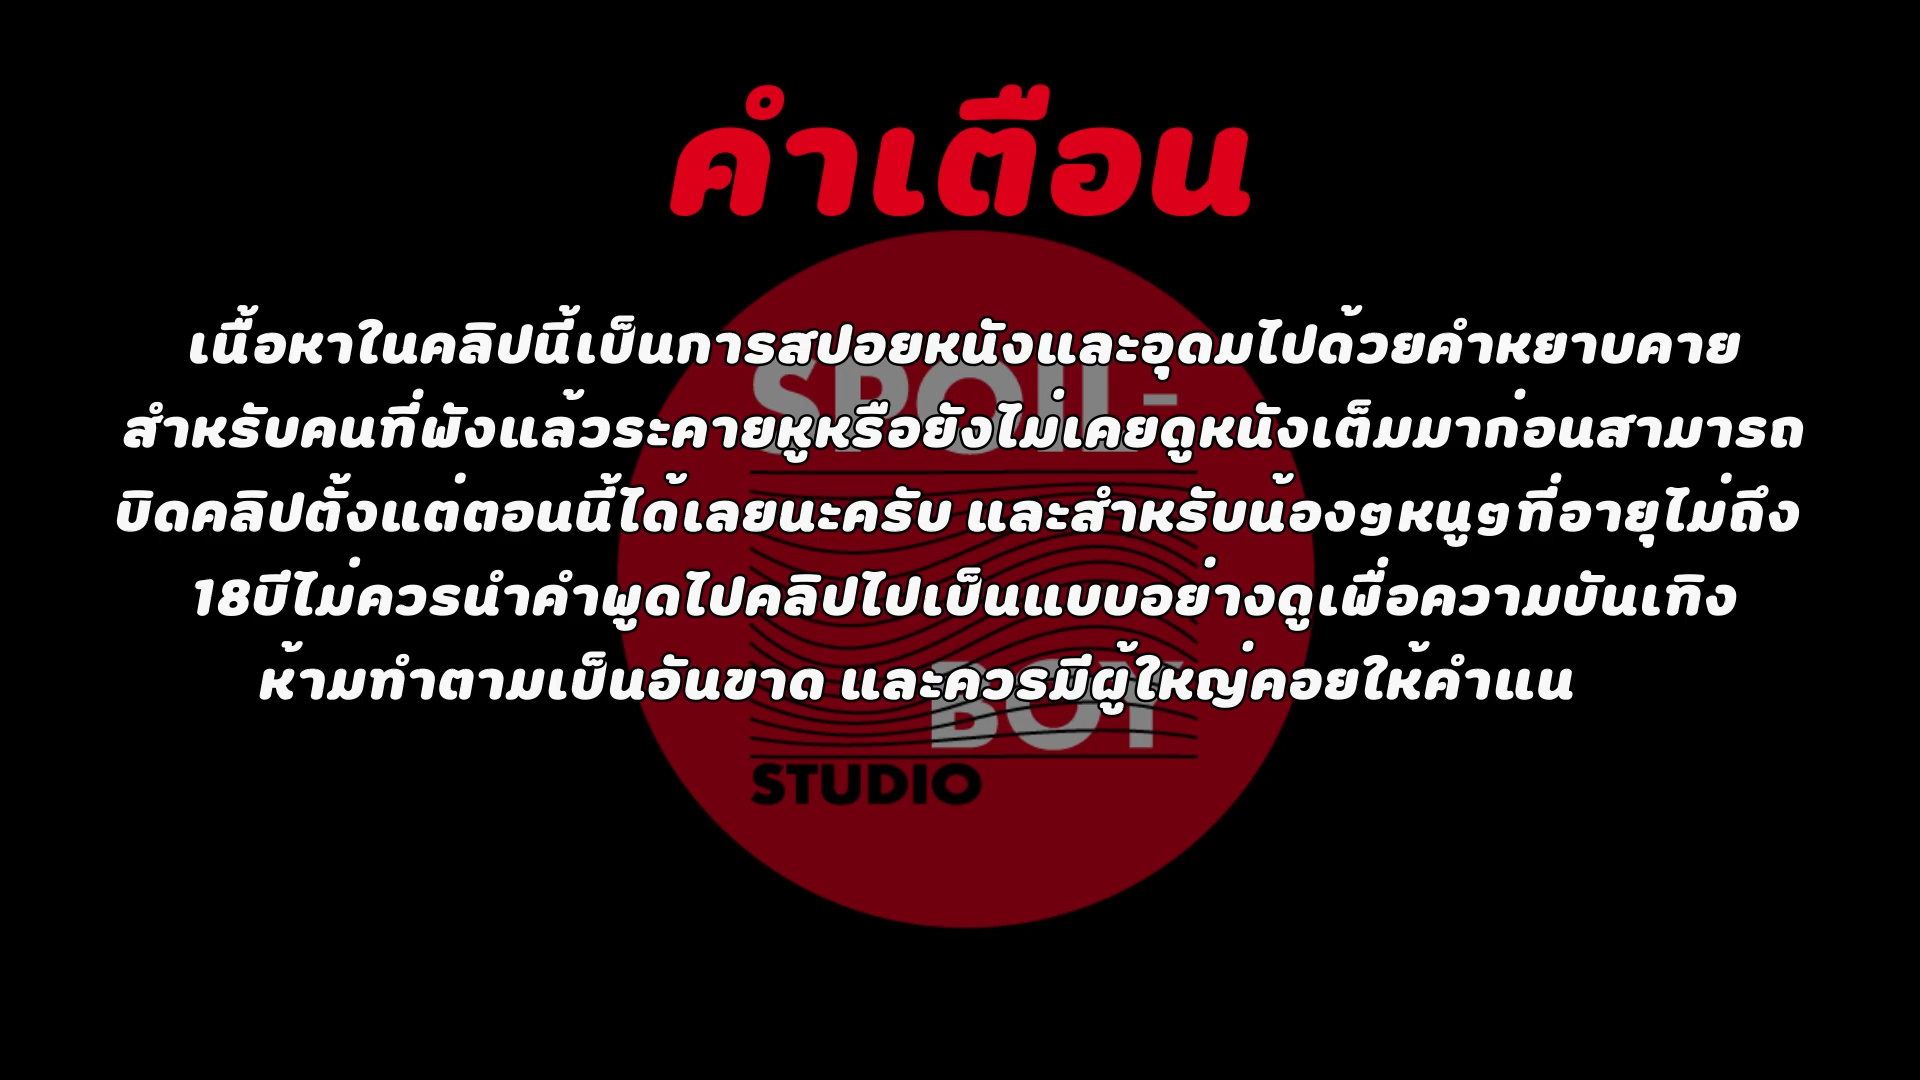 คำเตือน
เนื้อหาในคลิปนี้เป็นการสปอยหนังและอุดมไปด้วยคำหยาบคาย
สำหรับคนที่ฟังแล้วระคายหูหรือยังไม่เคยดูหนังเต็มมาก่อนสามารถ
ปิดคลิปตั้งแต่ตอนนี้ได้เลยนะครับ และสำหรับน้องๆหนูๆที่อายุไม่ถึง
18ปีไม่ควรนำคำพูดไปคลิปไปเป็นแบบอย่างดูเพื่อความบันเทิง
ห้ามทำตามเป็นอันขาด และควรมีผู้ใหญ่คอยให้คำแน
SPOIL-
BOY
STUDIO